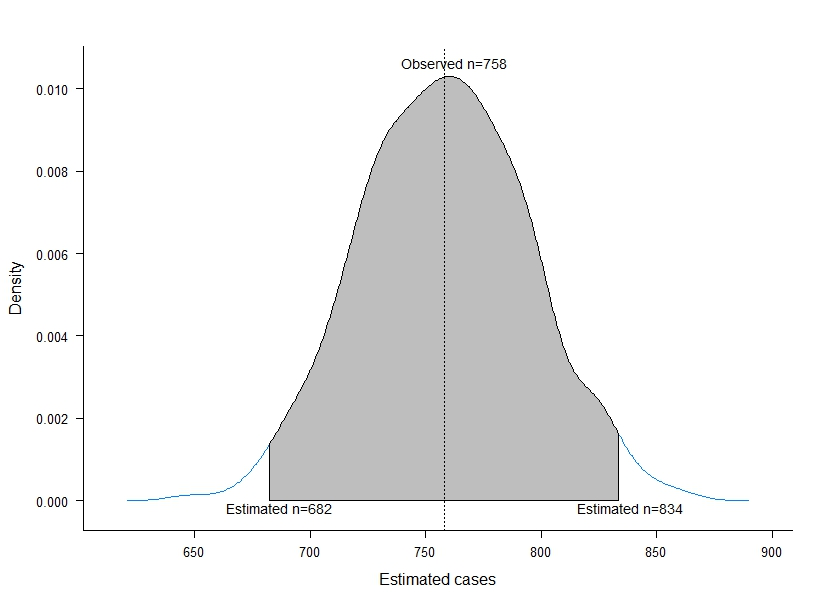 Observed n=758
0.010
0.008
0.006
0.004
0.002
0.000
Density
Estimated n=682
Estimated n=834
650
700
750
800
850
900
Estimated cases